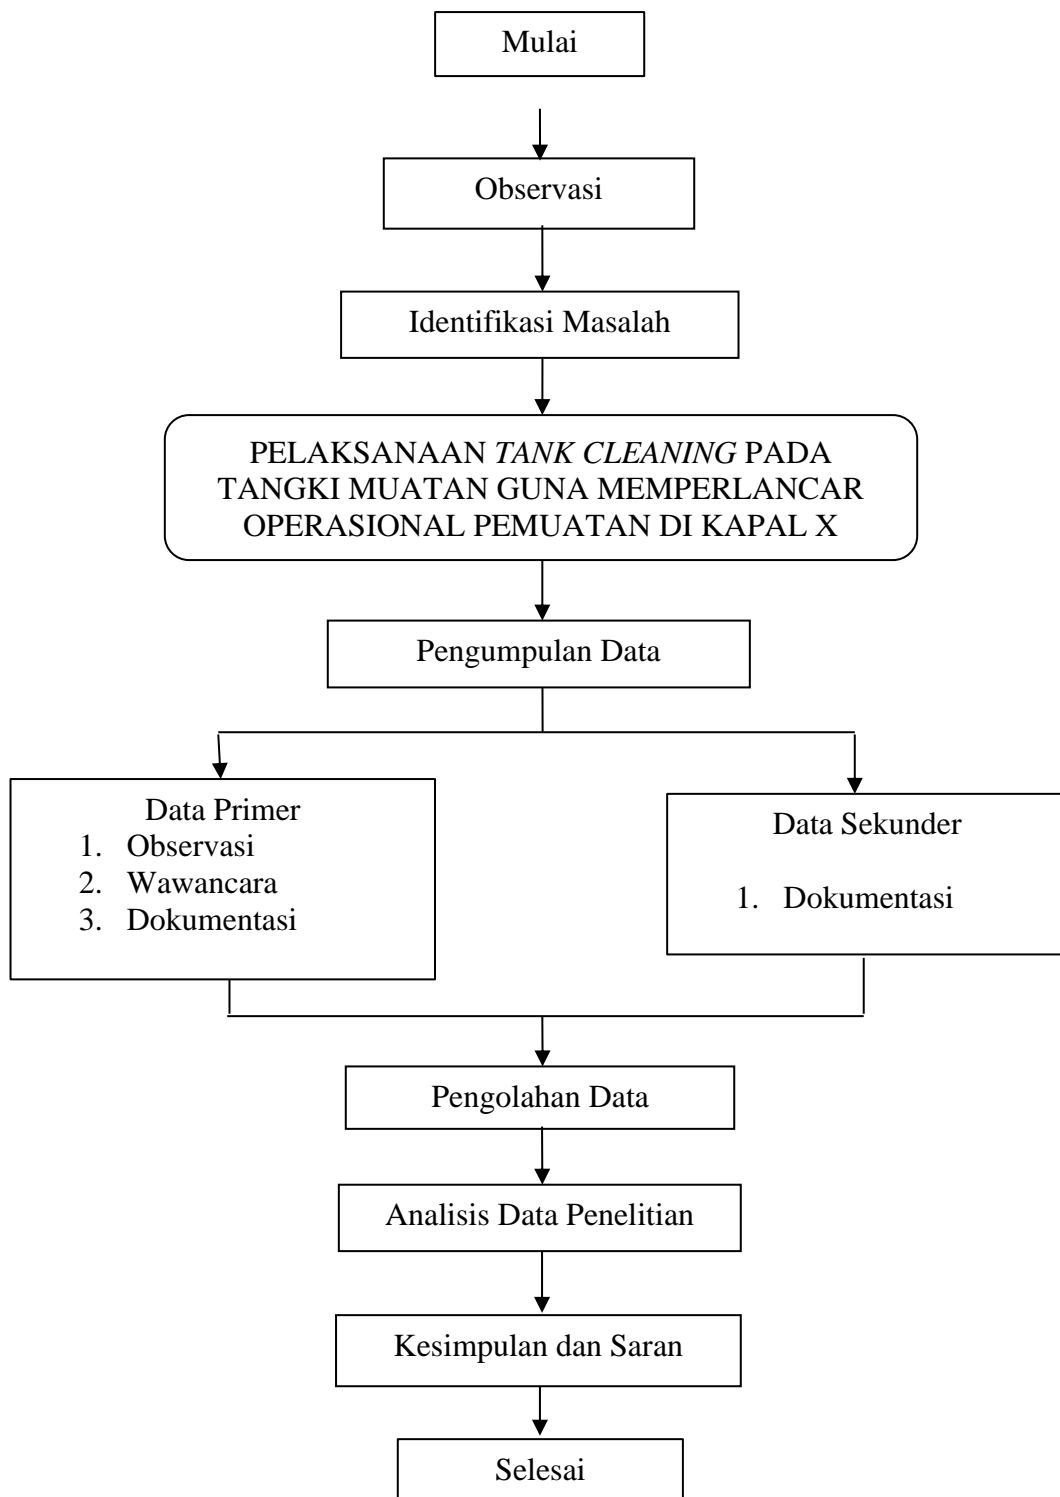 Mulai
Observasi
Identifikasi Masalah
PELAKSANAAN TANK CLEANING PADA
TANGKI MUATAN GUNA MEMPERLANCAR
OPERASIONAL PEMUATAN DI KAPAL X
Pengumpulan Data
Data Primer
1. Observasi
2. Wawancara
3. Dokumentasi
Data Sekunder
1. Dokumentasi
Pengolahan Data
Analisis Data Penelitian
Kesimpulan dan Saran
Selesai